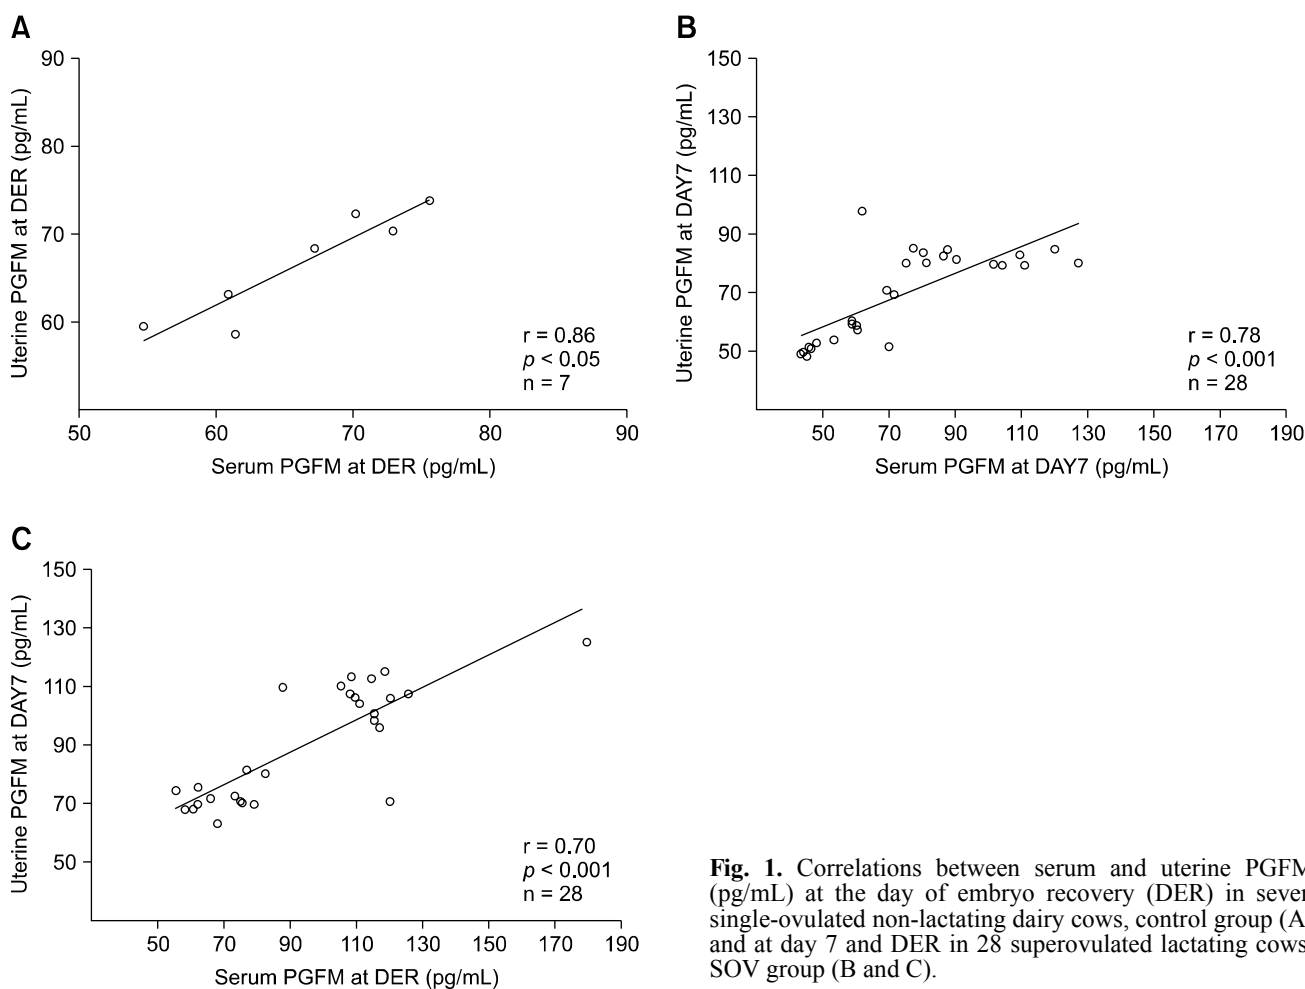 A
90
80
70
60
50
60
70
80
90
Uterine PGFM at DER (pg/mL)
Serum PGFM at DER (pg/mL)
r = 0.86
p < 0.05
n = 7
B
150
130
110
90
70
50
50
70
90
110
130
150
170
190
Uterine PGFM at DAY7 (pg/mL)
Serum PGFM at DAY7 (pg/mL)
r = 0.78
p < 0.001
n = 28
C
150
130
110
90
70
50
50
70
90
110
130
150
170
190
Uterine PGFM at DAY7 (pg/mL)
Serum PGFM at DER (pg/mL)
r = 0.70
p < 0.001
n = 28
Fig. 1. Correlations between serum and uterine PGFM
(pg/mL) at the day of embryo recovery (DER) in seven
single-ovulated non-lactating dairy cows, control group (A)
and at day 7 and DER in 28 superovulated lactating cows,
SOV group (B and C).